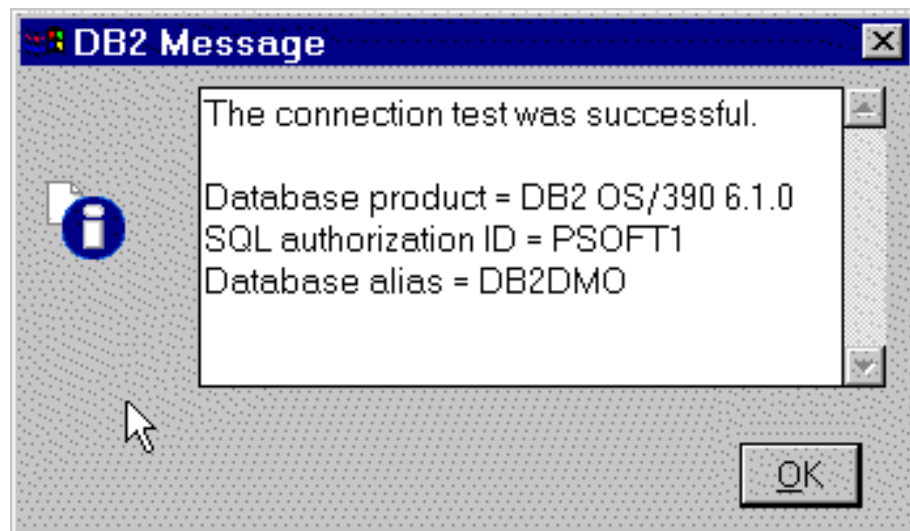 DB2 Message
The connection test was successful.
Database product = DB2 OS/390 6.1.0
SQL authorization ID = PSOFT1
Database alias = DB2DMO
OK